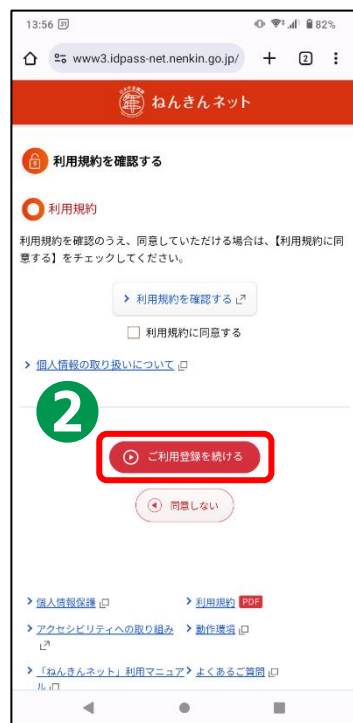 13:56 31 82%
www3.idpass-net.nenkin.go.jp/ 2
ねんきんネット
利用規約を確認する
利用規約
利用規約を確認のうえ、同意していただける場合は、【利用規約に同
意する】をチェックしてください。
利用規約を確認する
利用規約に同意する
個人情報の取り扱いについて
2
ご利用登録を続ける
同意しない
個人情報保護 利用規約 PDF
アクセシビリティへの取り組み 動作環境
「ねんきんネット」利用マニュア よくあるご質問
ル